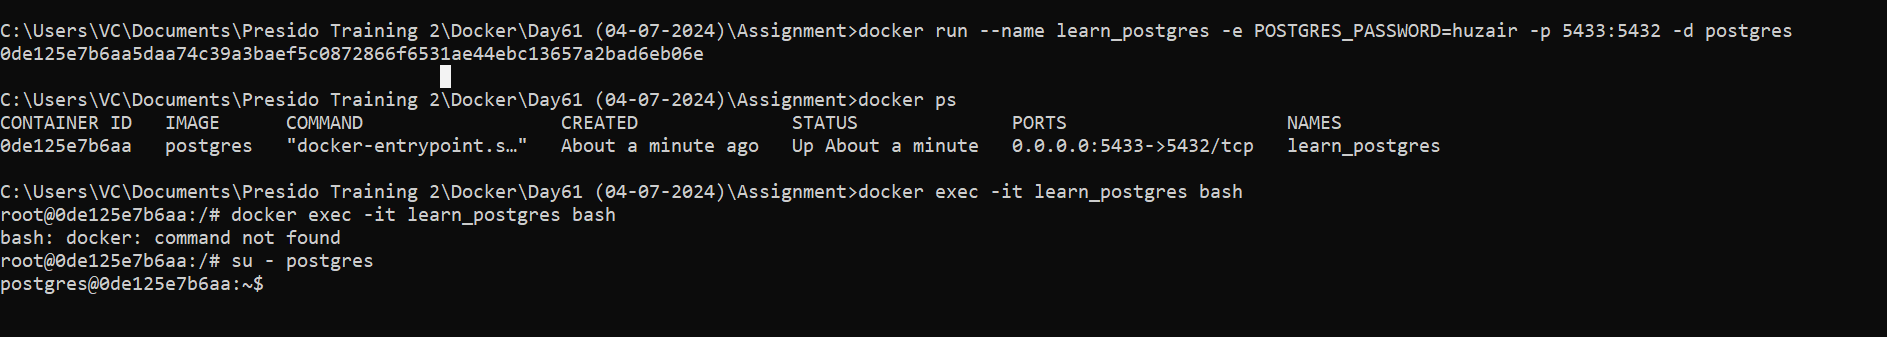 C:\Users\VC\Documents\Presido Training 2\Docker\Day61 (04-07-2024)\Assignment>docker run --name learn_postgres -e POSTGRES_PASSWORD=huzair -p 5433:5432 -d postgres
0de125e7b6aa5daa74c39a3baef5c0872866f6531ae44ebc13657a2bad6eb06e
C:\Users\VC\Documents\Presido Training 2\Docker\Day61 (04-07-2024)\Assignment>docker ps
CONTAINER ID   IMAGE      COMMAND                  CREATED              STATUS              PORTS                    NAMES
0de125e7b6aa   postgres   "docker-entrypoint.s…"   About a minute ago   Up About a minute   0.0.0.0:5433->5432/tcp   learn_postgres
C:\Users\VC\Documents\Presido Training 2\Docker\Day61 (04-07-2024)\Assignment>docker exec -it learn_postgres bash
root@0de125e7b6aa:/# docker exec -it learn_postgres bash
bash: docker: command not found
root@0de125e7b6aa:/# su - postgres
postgres@0de125e7b6aa:~$